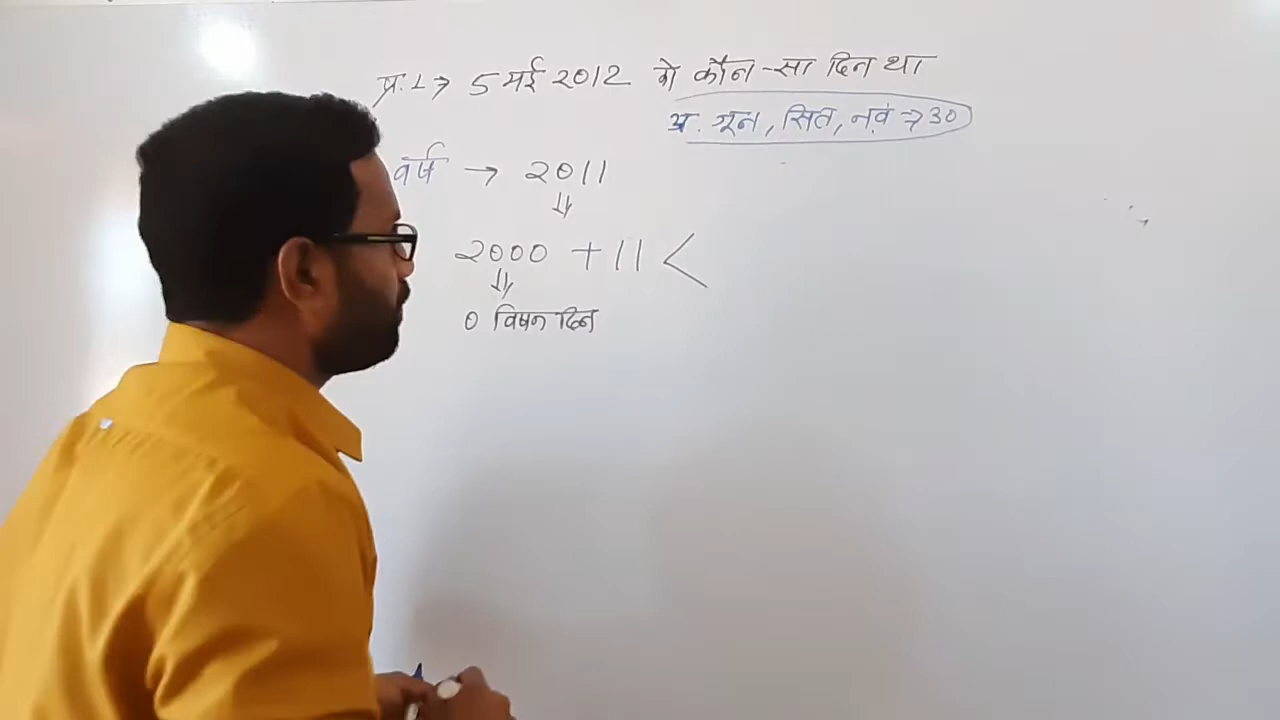 प्र.1→ 5 मई 2012 को कौन-सा दिन था
अ. जून, सित, नवं ⇒ 30
वर्ष → 2011
2000 + 11 <
0 विषम दिन